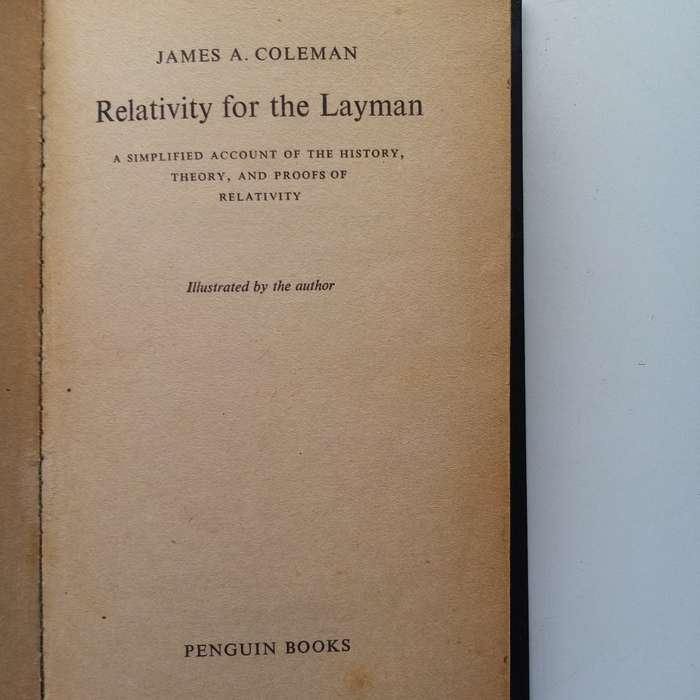 JAMES A. COLEMAN
Relativity for the Layman
A SIMPLIFIED ACCOUNT OF THE HISTORY,
THEORY, AND PROOFS OF
RELATIVITY
Illustrated by the author
PENGUIN BOOKS